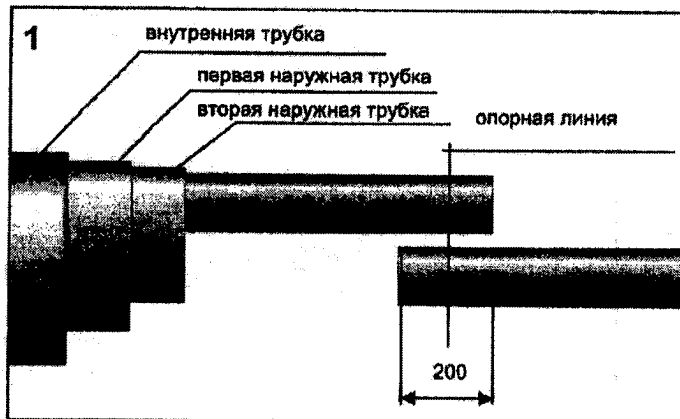 1
внутренняя трубка
первая наружная трубка
вторая наружная трубка
опорная линия
200